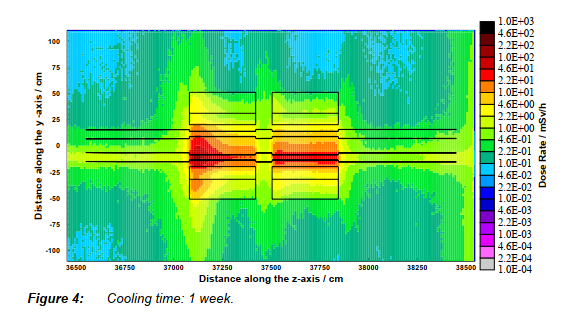 1.0E+03
4.6E+02
2.2E+02
1.0E+02
4.6E+01
2.2E+01
1.0E+01
4.6E+00
2.2E+00
1.0E+00
4.6E-01
2.2E-01
1.0E-01
4.6E-02
2.2E-02
1.0E-02
4.6E-03
2.2E-03
1.0E-03
4.6E-04
2.2E-04
1.0E-04
Dose Rate / mSv/h
Distance along the y-axis / cm
100
75
50
25
0
-25
-50
-75
-100
36500 36750 37000 37250 37500 37750 38000 38250 38500
Distance along the z-axis / cm
Figure 4: Cooling time: 1 week.